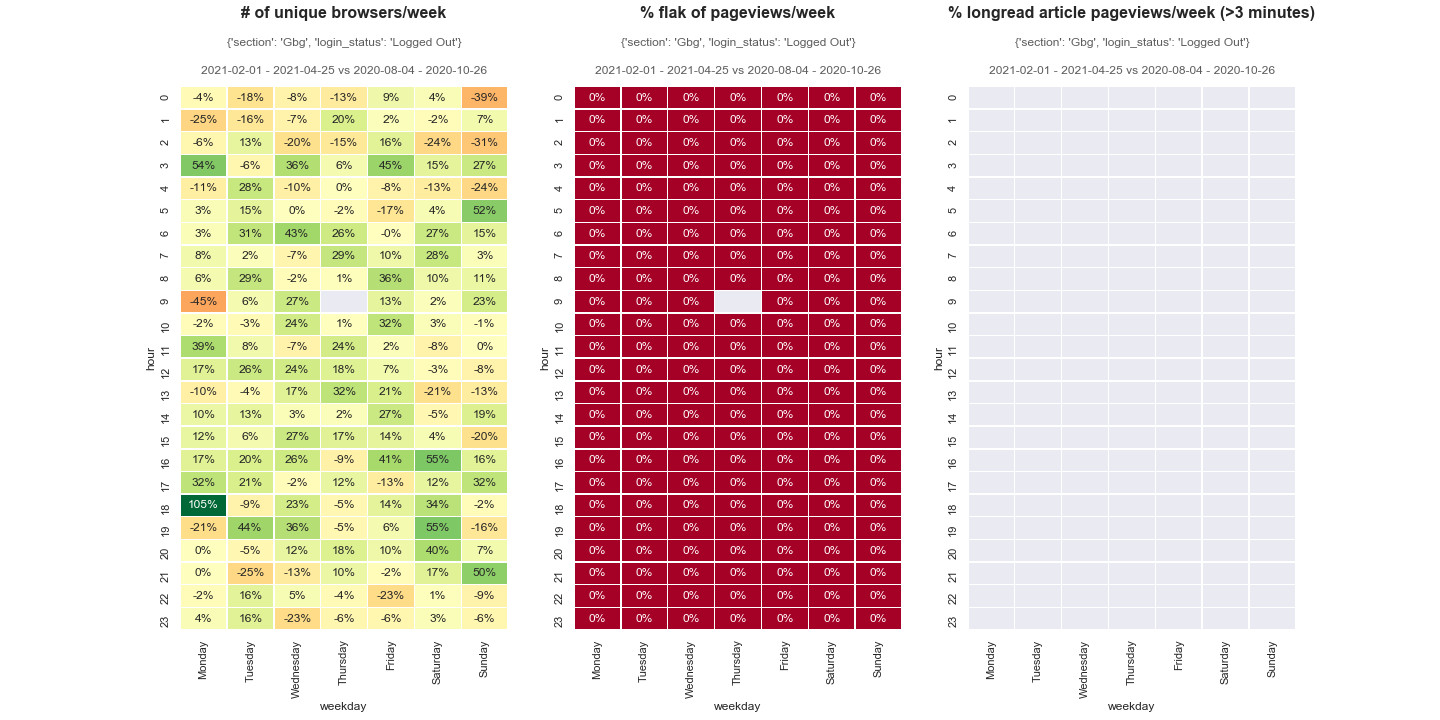 # of unique browsers/week
{'section': 'Gbg', 'login_status': 'Logged Out'}
2021-02-01 - 2021-04-25 vs 2020-08-04 - 2020-10-26
0 -4% -18% -8% -13% 9% 4% -39%
1 -25% -16% -7% 20% 2% -2% 7%
2 -6% 13% -20% -15% 16% -24% -31%
3 54% -6% 36% 6% 45% 15% 27%
4 -11% 28% -10% 0% -8% -13% -24%
5 3% 15% 0% -2% -17% 4% 52%
6 3% 31% 43% 26% -0% 27% 15%
7 8% 2% -7% 29% 10% 28% 3%
8 6% 29% -2% 1% 36% 10% 11%
9 -45% 6% 27% 13% 2% 23%
10 -2% -3% 24% 1% 32% 3% -1%
11 39% 8% -7% 24% 2% -8% 0%
hour
12 17% 26% 24% 18% 7% -3% -8%
13 -10% -4% 17% 32% 21% -21% -13%
14 10% 13% 3% 2% 27% -5% 19%
15 12% 6% 27% 17% 14% 4% -20%
16 17% 20% 26% -9% 41% 55% 16%
17 32% 21% -2% 12% -13% 12% 32%
18 105% -9% 23% -5% 14% 34% -2%
19 -21% 44% 36% -5% 6% 55% -16%
20 0% -5% 12% 18% 10% 40% 7%
21 0% -25% -13% 10% -2% 17% 50%
22 -2% 16% 5% -4% -23% 1% -9%
23 4% 16% -23% -6% -6% 3% -6%
Monday Tuesday Wednesday Thursday Friday Saturday Sunday
weekday
% flak of pageviews/week
{'section': 'Gbg', 'login_status': 'Logged Out'}
2021-02-01 - 2021-04-25 vs 2020-08-04 - 2020-10-26
0 0% 0% 0% 0% 0% 0% 0%
1 0% 0% 0% 0% 0% 0% 0%
2 0% 0% 0% 0% 0% 0% 0%
3 0% 0% 0% 0% 0% 0% 0%
4 0% 0% 0% 0% 0% 0% 0%
5 0% 0% 0% 0% 0% 0% 0%
6 0% 0% 0% 0% 0% 0% 0%
7 0% 0% 0% 0% 0% 0% 0%
8 0% 0% 0% 0% 0% 0% 0%
9 0% 0% 0% 0% 0% 0%
10 0% 0% 0% 0% 0% 0% 0%
11 0% 0% 0% 0% 0% 0% 0%
hour
12 0% 0% 0% 0% 0% 0% 0%
13 0% 0% 0% 0% 0% 0% 0%
14 0% 0% 0% 0% 0% 0% 0%
15 0% 0% 0% 0% 0% 0% 0%
16 0% 0% 0% 0% 0% 0% 0%
17 0% 0% 0% 0% 0% 0% 0%
18 0% 0% 0% 0% 0% 0% 0%
19 0% 0% 0% 0% 0% 0% 0%
20 0% 0% 0% 0% 0% 0% 0%
21 0% 0% 0% 0% 0% 0% 0%
22 0% 0% 0% 0% 0% 0% 0%
23 0% 0% 0% 0% 0% 0% 0%
Monday Tuesday Wednesday Thursday Friday Saturday Sunday
weekday
% longread article pageviews/week (>3 minutes)
{'section': 'Gbg', 'login_status': 'Logged Out'}
2021-02-01 - 2021-04-25 vs 2020-08-04 - 2020-10-26
0
1
2
3
4
5
6
7
8
9
10
11
hour
12
13
14
15
16
17
18
19
20
21
22
23
Monday Tuesday Wednesday Thursday Friday Saturday Sunday
weekday